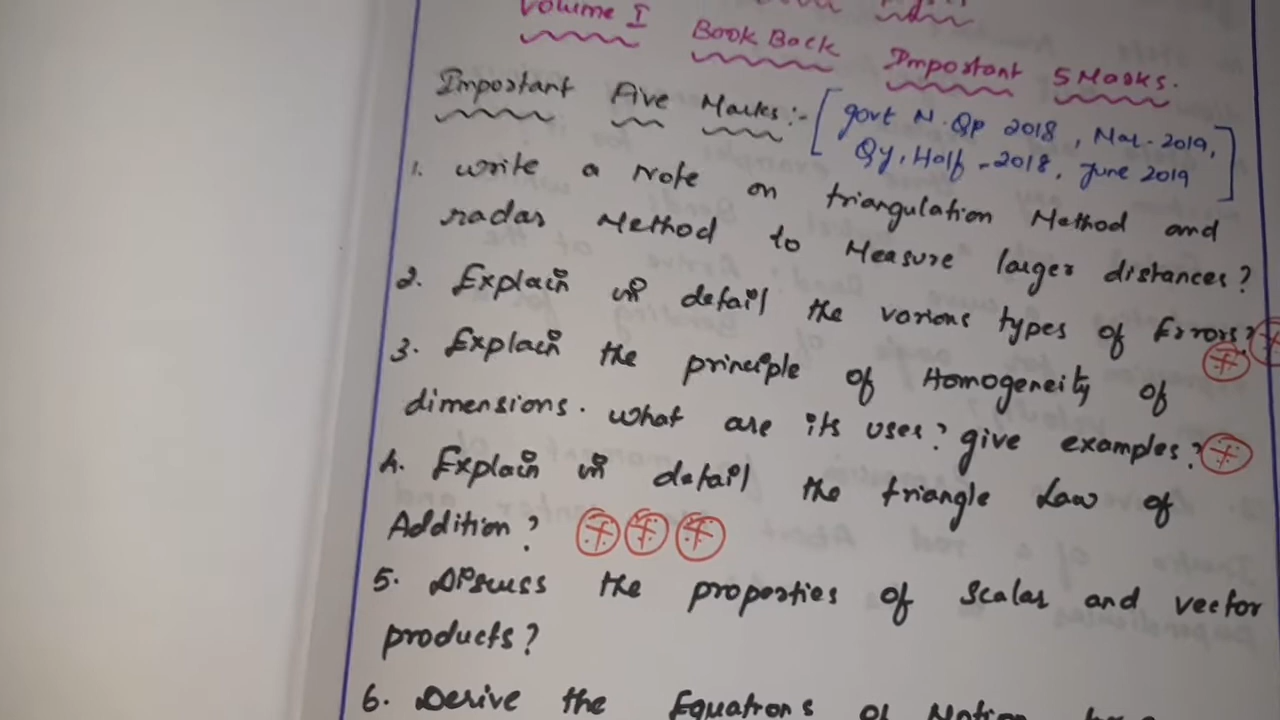 Volume I Book Back Important 5 Marks.
Important Five Marks:- [govt M.Qp 2018, Mar-2019,
Qy, Half-2018, June 2019]
1. Write a Note on triangulation Method and
radar Method to Measure larger distances?
2. Explain in detail the various types of Errors?
3. Explain the principle of Homogeneity of
dimensions. What are its uses? give examples?
4. Explain in detail the triangle Law of
Addition?
5. Discuss the properties of Scalar and vector
products?
6. Derive the Equations of Motion